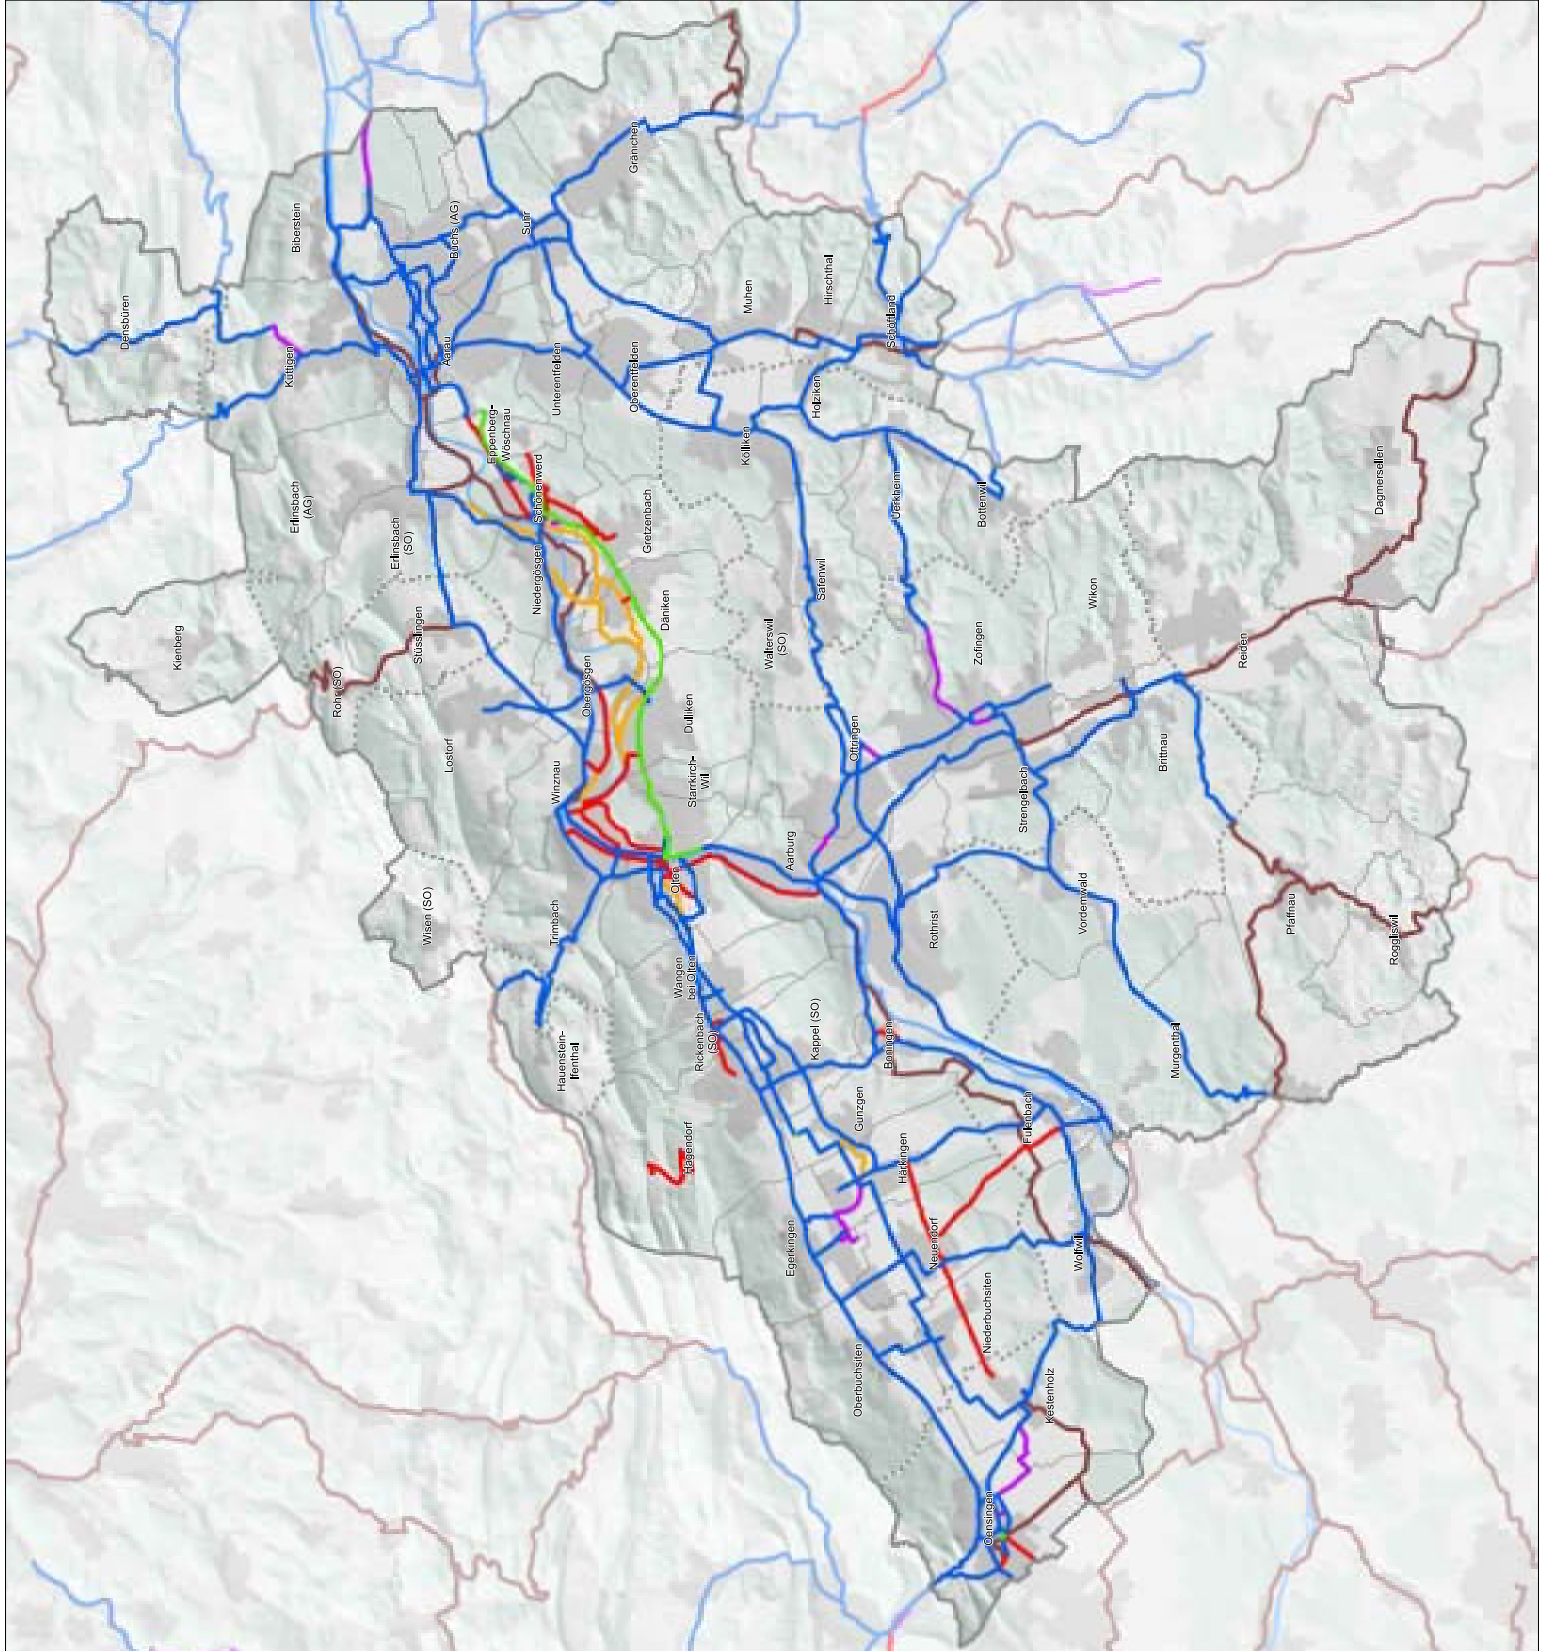 Densbüren
Biberstein
Küttigen
Buchs (AG)
Suhr
Gränichen
Aarau
Unterentfelden
Oberentfelden
Muhen
Hirschthal
Schöftland
Holziken
Kölliken
Eppenberg-
Wöschnau
Schönenwerd
Erlinsbach
(AG)
Erlinsbach
(SO)
Niedergösgen
Gretzenbach
Däniken
Safenwil
Uerkheim
Bottenwil
Dagmersellen
Kienberg
Stüsslingen
Rohr (SO)
Obergösgen
Walterswil
(SO)
Zofingen
Wikon
Reiden
Lostorf
Winznau
Dulliken
Starrkirch-
Wil
Oftringen
Strengelbach
Brittnau
Wisen (SO)
Trimbach
Olten
Aarburg
Rothrist
Vordemwald
Pfaffnau
Roggliswil
Hauenstein-
Ifenthal
Wangen
bei Olten
Rickenbach
(SO)
Kappel (SO)
Boningen
Murgenthal
Hägendorf
Gunzgen
Härkingen
Fulenbach
Egerkingen
Neuendorf
Wolfwil
Niederbuchsiten
Oberbuchsiten
Kestenholz
Oensingen